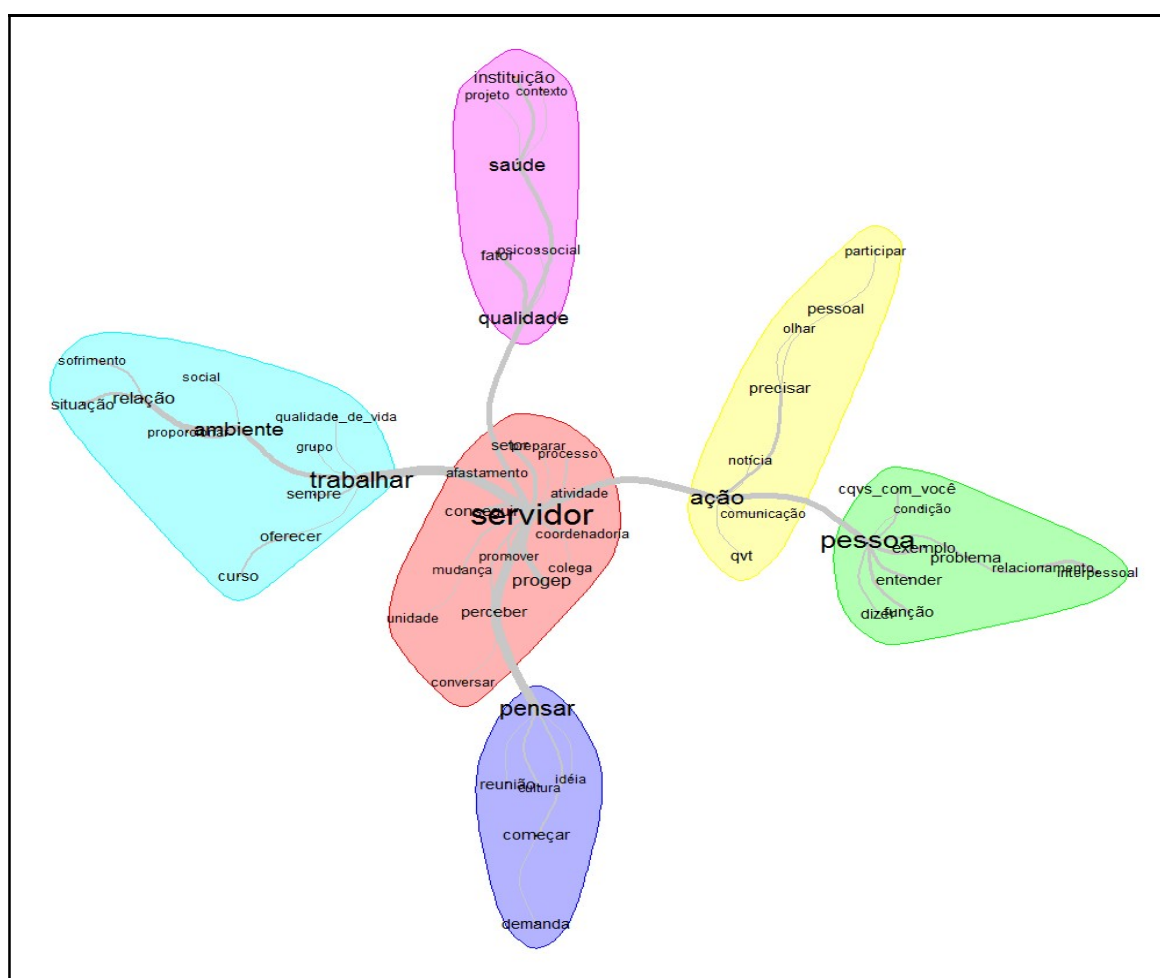 instituição
projeto
contexto
saúde
fator
psicossocial
qualidade
participar
pessoal
olhar
precisar
notícia
ação
comunicação
qvt
sofrimento
situação
relação
social
proporcionar
ambiente
qualidade_de_vida
grupo
trabalhar
sempre
oferecer
curso
setor
preparar
processo
afastamento
atividade
conseguir
servidor
coordenadoria
promover
mudança
progep
colega
unidade
perceber
conversar
cqvs_com_você
condição
pessoa
exemplo
problema
relacionamento
interpessoal
entender
dizer
função
pensar
reunião
cultura
idéia
começar
demanda